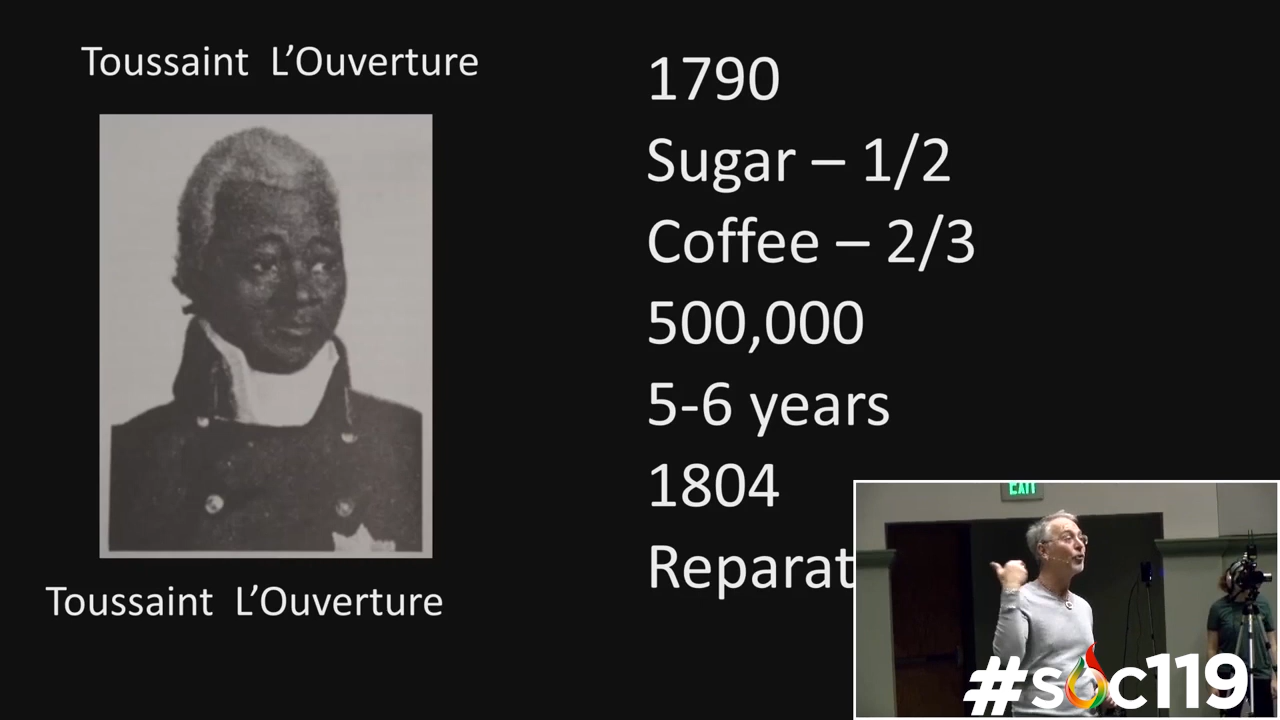 Toussaint L’Ouverture
Toussaint L’Ouverture
1790
Sugar – 1/2
Coffee – 2/3
500,000
5-6 years
1804
Reparat
EXIT
#soc119